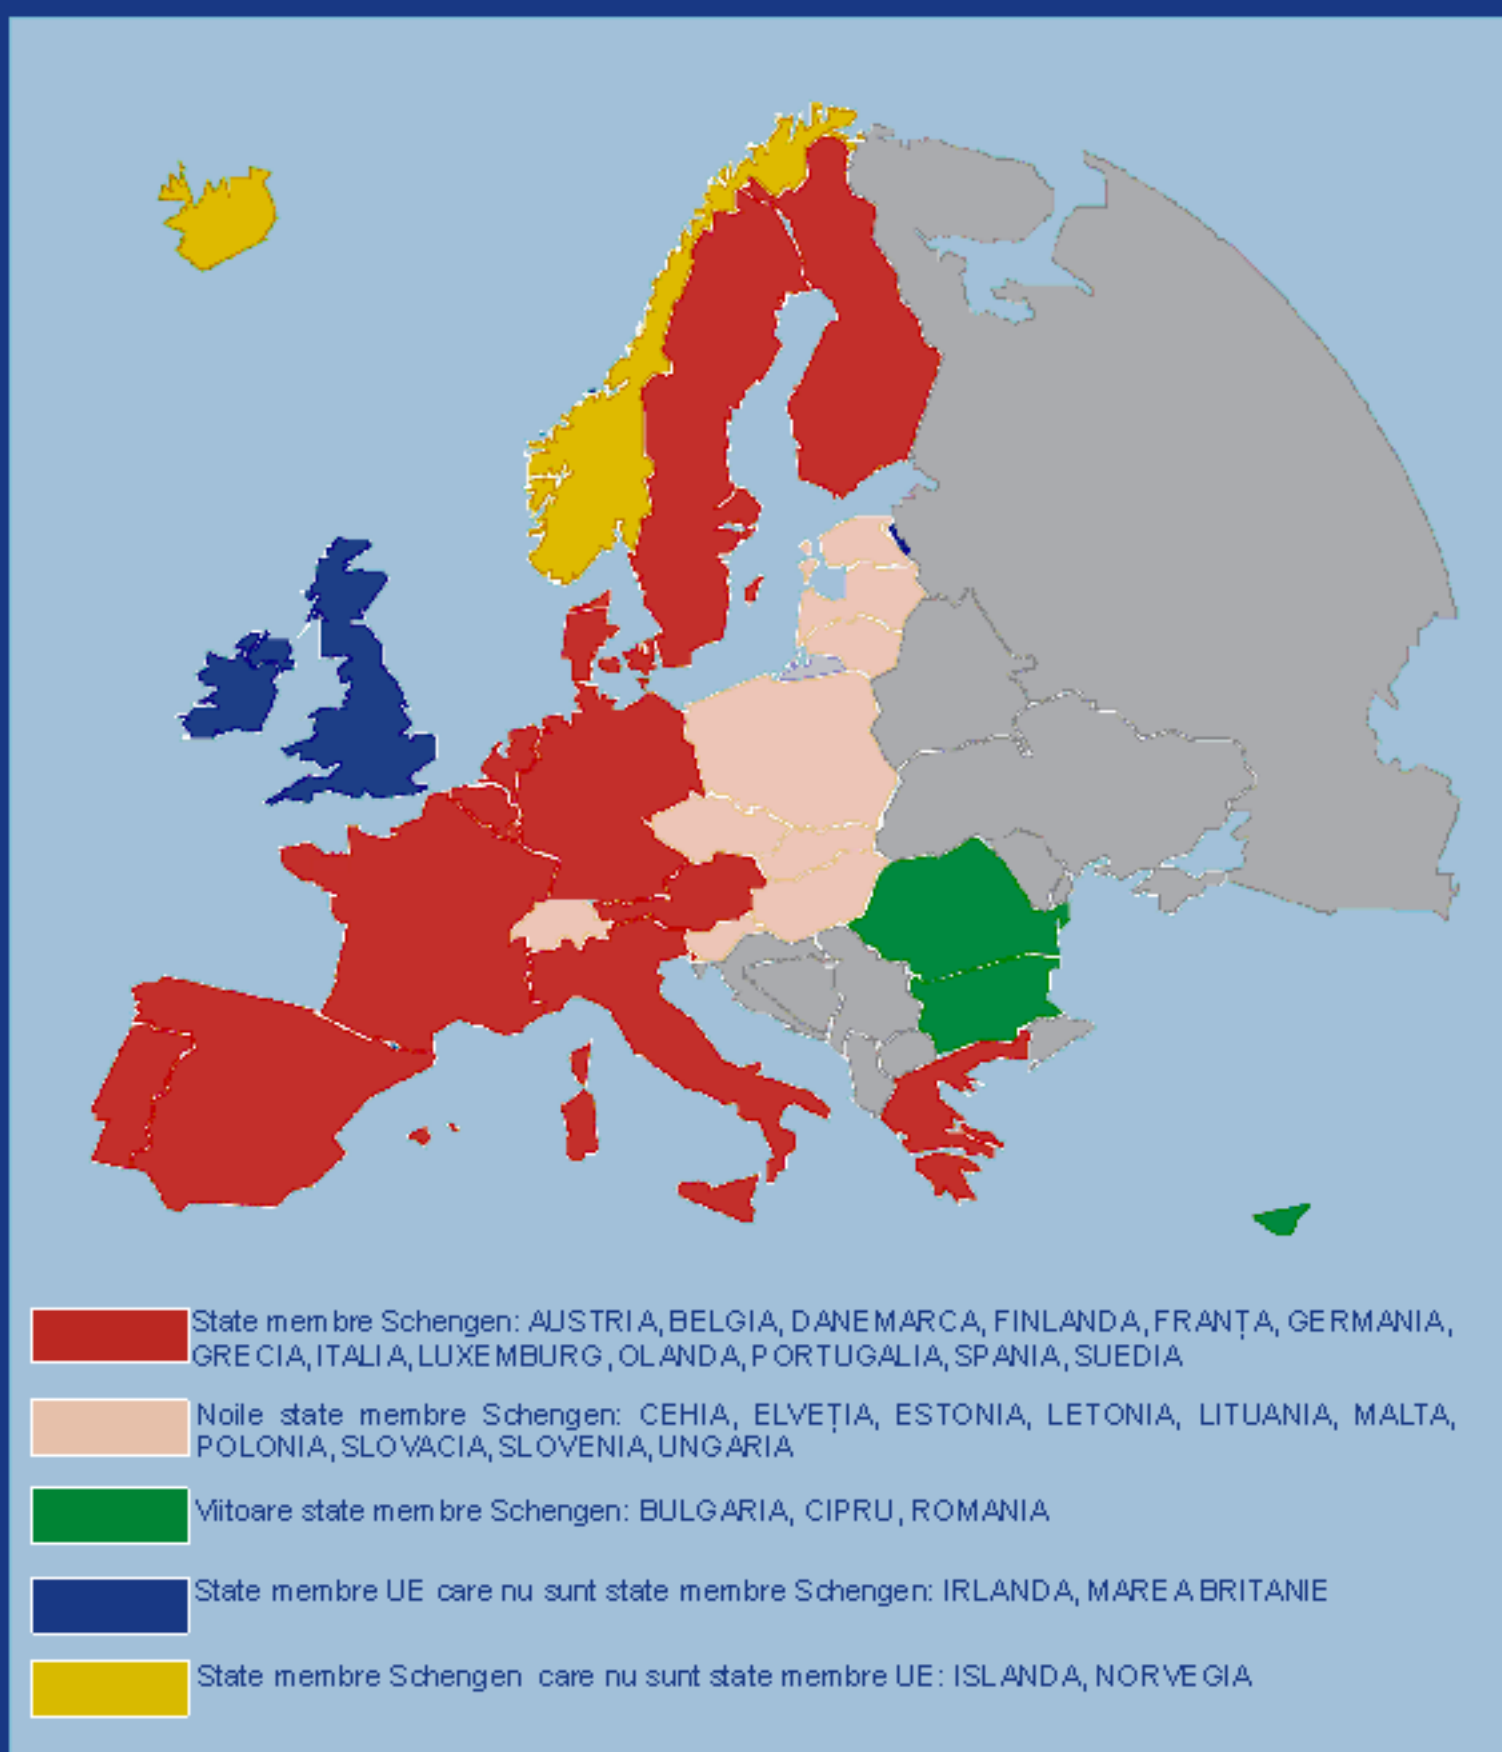 State membre Schengen: AUSTRIA, BELGIA, DANEMARCA, FINLANDA, FRANȚA, GERMANIA,
GRECIA, ITALIA, LUXEMBURG, OLANDA, PORTUGALIA, SPANIA, SUEDIA
Noile state membre Schengen: CEHIA, ELVEȚIA, ESTONIA, LETONIA, LITUANIA, MALTA,
POLONIA, SLOVACIA, SLOVENIA, UNGARIA
Viitoare state membre Schengen: BULGARIA, CIPRU, ROMANIA
State membre UE care nu sunt state membre Schengen: IRLANDA, MAREA BRITANIE
State membre Schengen care nu sunt state membre UE: ISLANDA, NORVEGIA